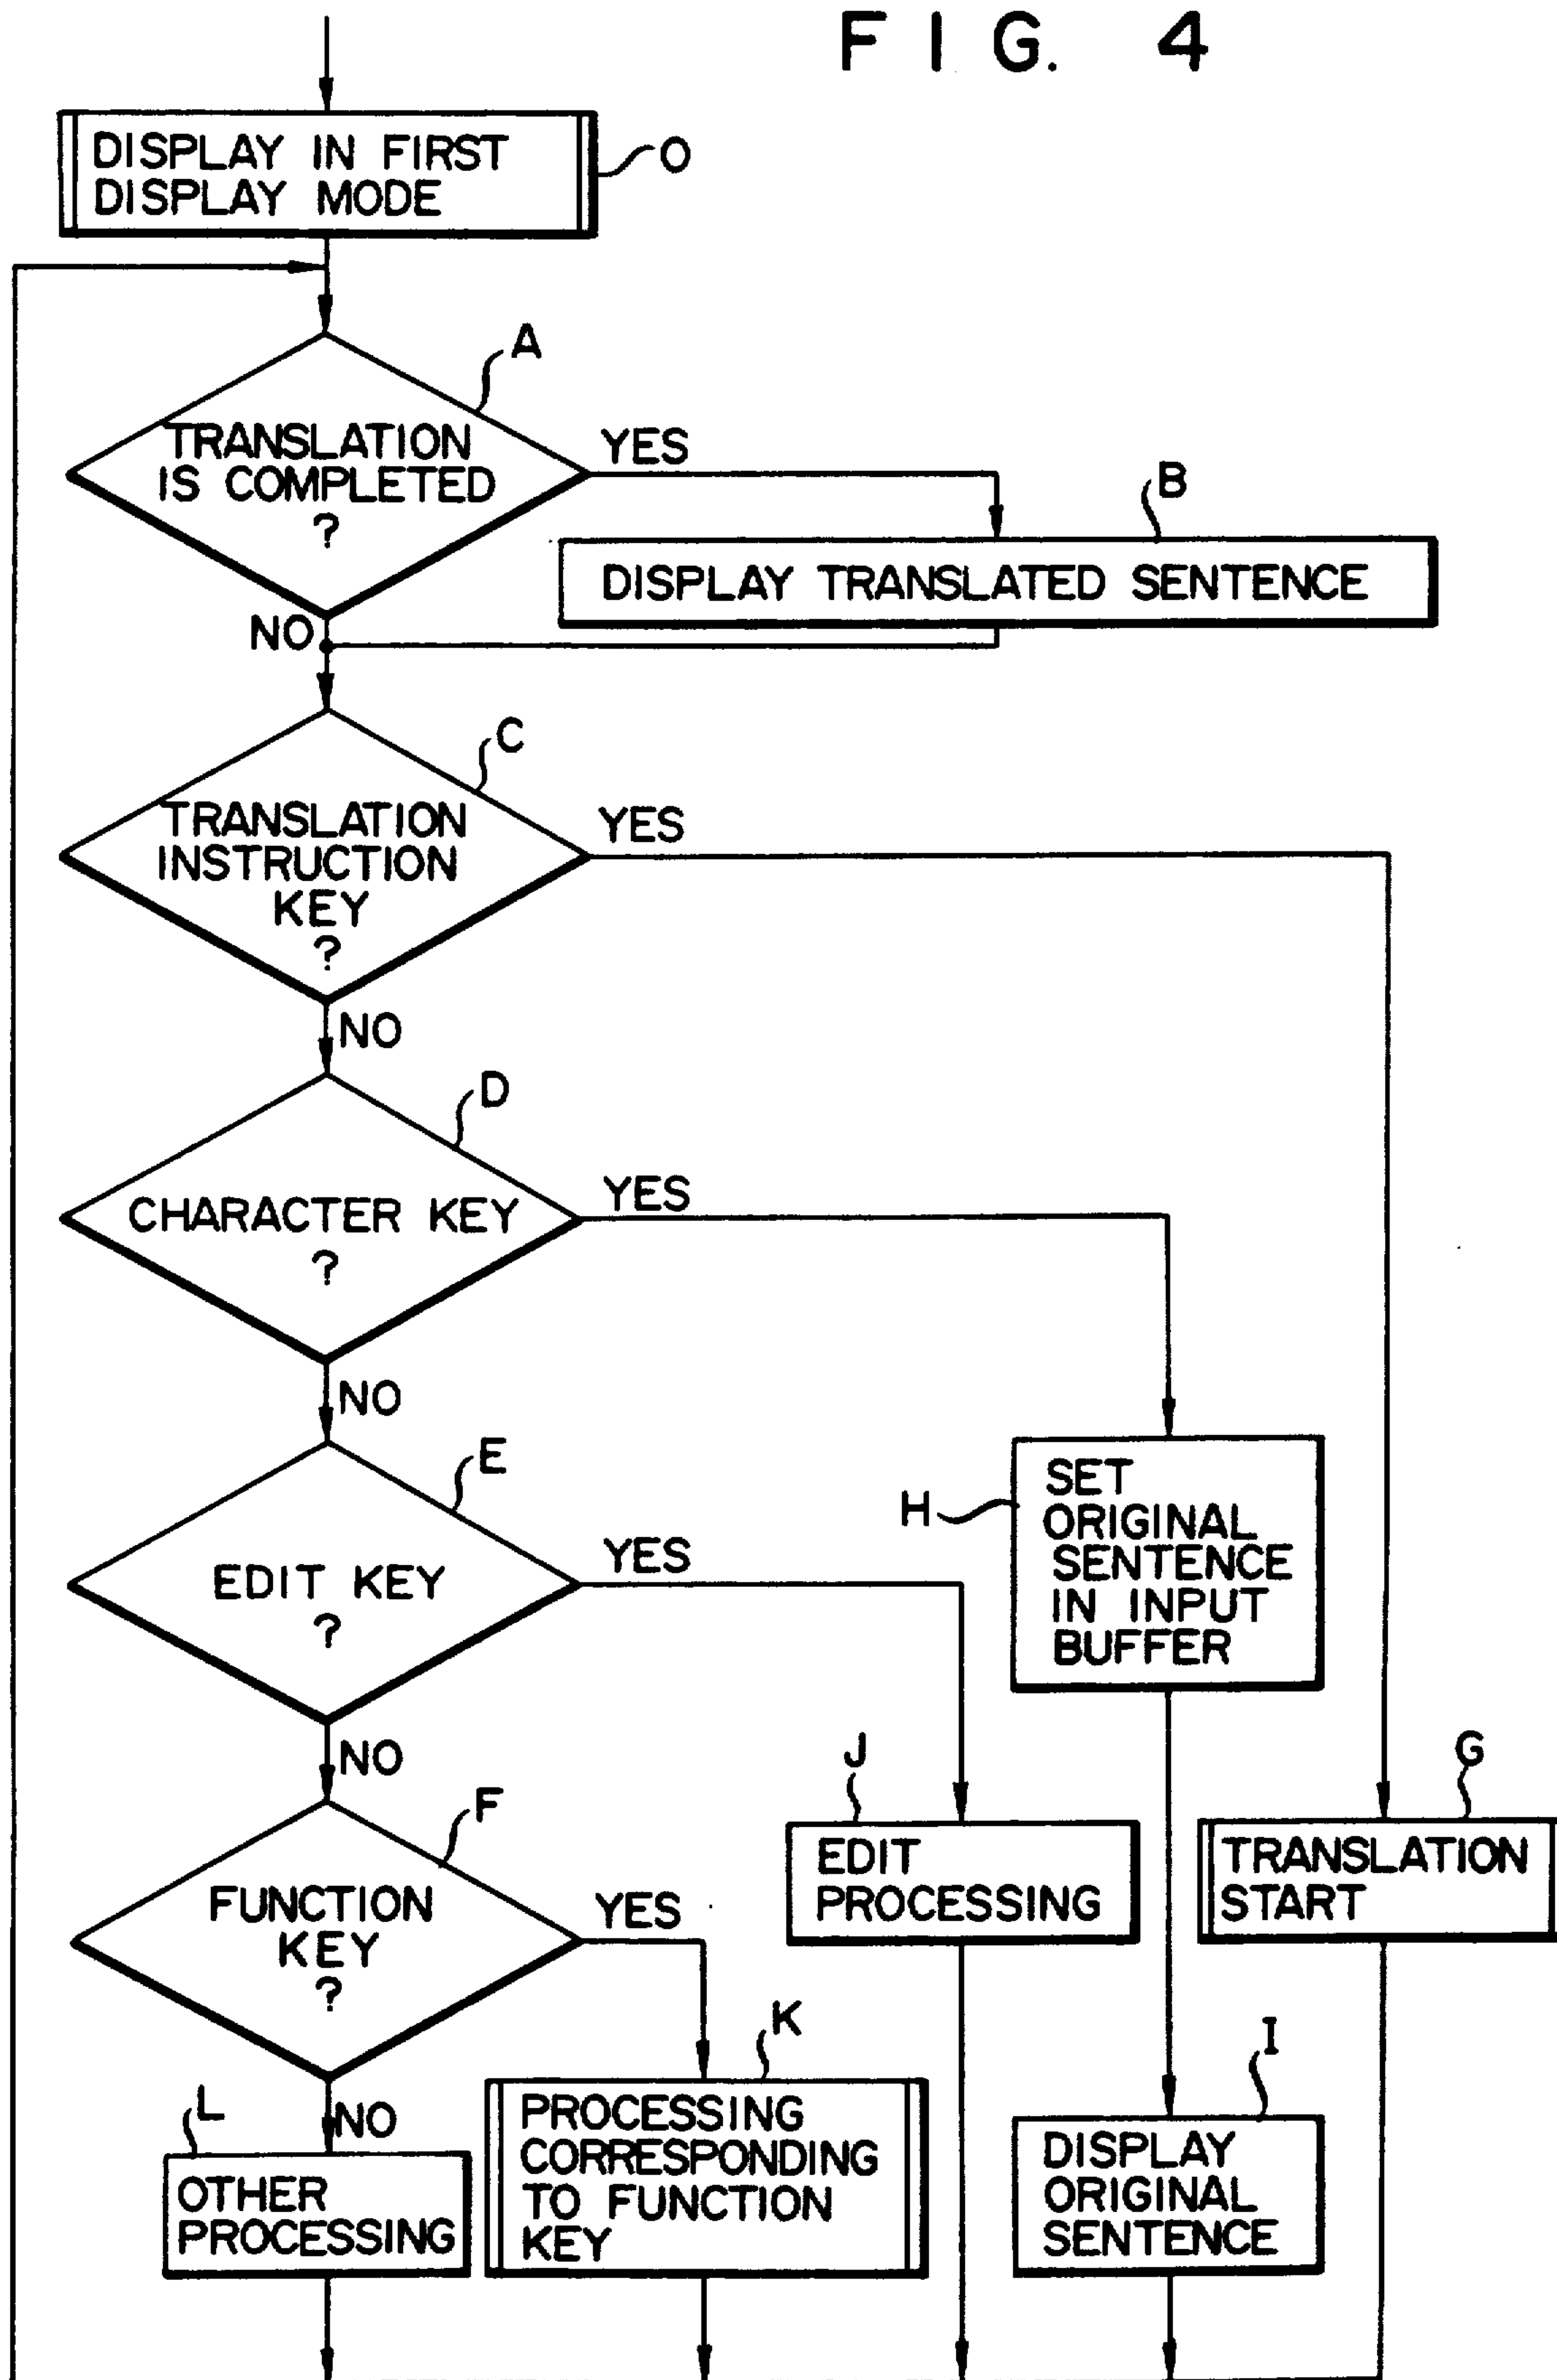 FIG. 4
DISPLAY IN FIRST
DISPLAY MODE
O
A
TRANSLATION
IS COMPLETED
?
YES
B
DISPLAY TRANSLATED SENTENCE
NO
C
TRANSLATION
INSTRUCTION
KEY
?
YES
NO
D
CHARACTER KEY
?
YES
NO
E
EDIT KEY
?
YES
H
SET
ORIGINAL
SENTENCE
IN INPUT
BUFFER
NO
J
EDIT
PROCESSING
G
TRANSLATION
START
F
FUNCTION
KEY
?
YES
NO
L
OTHER
PROCESSING
K
PROCESSING
CORRESPONDING
TO FUNCTION
KEY
I
DISPLAY
ORIGINAL
SENTENCE